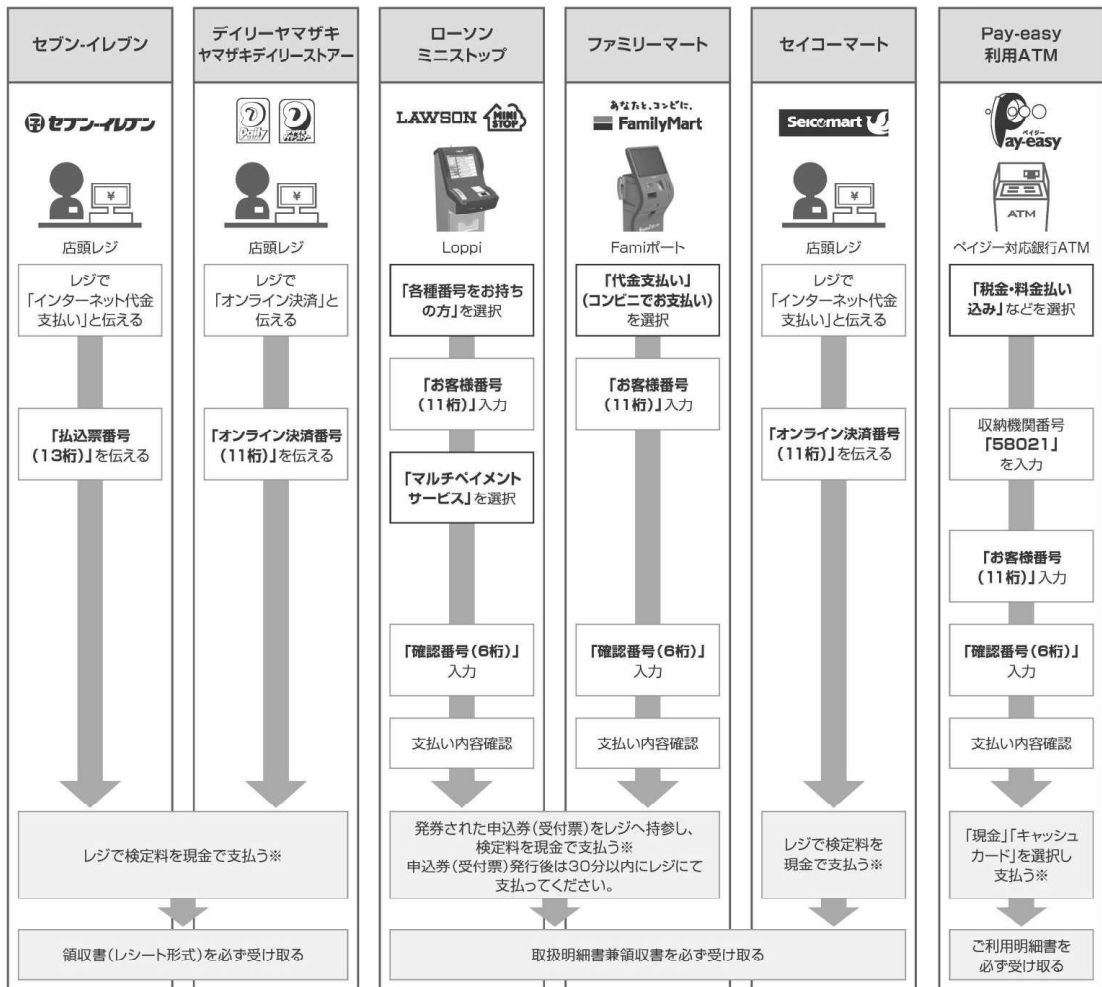 セブン-イレブン
デイリーヤマザキ
ヤマザキデイリーストアー
ローソン
ミニストップ
ファミリーマート
セイコーマート
Pay-easy
利用ATM
セブン-イレブン
Daily
LAWSON
MINI
STOP
あなたと、コンビに、
FamilyMart
Seicomart
ペイジー
Pay-easy
¥
店頭レジ
レジで
「インターネット代金
支払い」と伝える
「払込票番号
(13桁)」を伝える
¥
店頭レジ
レジで
「オンライン決済」と
伝える
「オンライン決済番号
(11桁)」を伝える
Loppi
「各種番号をお持ち
の方」を選択
「お客様番号
(11桁)」入力
「マルチペイメント
サービス」を選択
「確認番号(6桁)」
入力
支払い内容確認
Famiポート
「代金支払い」
(コンビニでお支払い)
を選択
「お客様番号
(11桁)」入力
「確認番号(6桁)」
入力
支払い内容確認
¥
店頭レジ
レジで
「インターネット代金
支払い」と伝える
「オンライン決済番号
(11桁)」を伝える
ATM
ペイジー対応銀行ATM
「税金・料金払い
込み」などを選択
収納機関番号
「58021」
を入力
「お客様番号
(11桁)」入力
「確認番号(6桁)」
入力
支払い内容確認
レジで検定料を現金で支払う※
発券された申込券(受付票)をレジへ持参し、
検定料を現金で支払う※
申込券(受付票)発行後は30分以内にレジにて
支払ってください。
レジで検定料を
現金で支払う※
「現金」「キャッシュ
カード」を選択し
支払う※
領収書(レシート形式)を必ず受け取る
取扱明細書兼領収書を必ず受け取る
ご利用明細書を
必ず受け取る